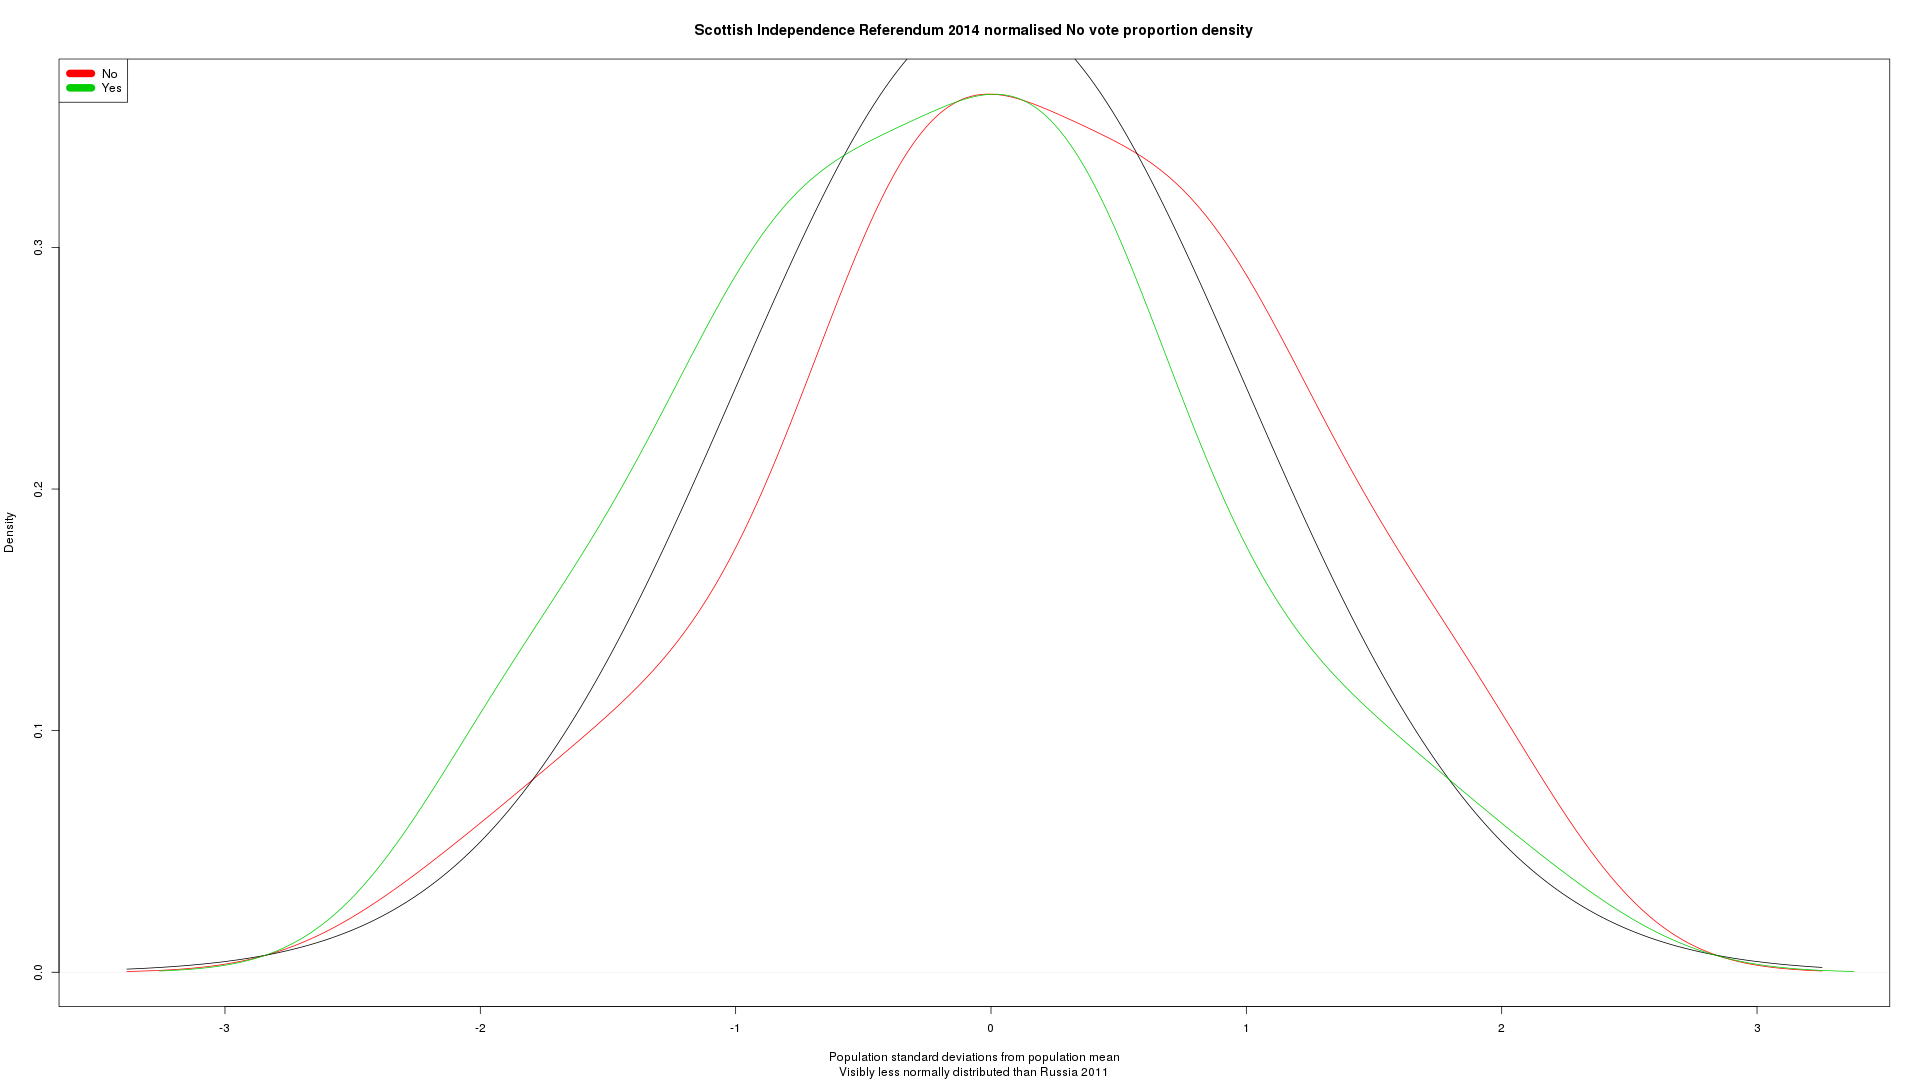 Scottish Independence Referendum 2014 normalised No vote proportion density
No
Yes
Density
0.3
0.2
0.1
0.0
-3 -2 -1 0 1 2 3
Population standard deviations from population mean
Visibly less normally distributed than Russia 2011